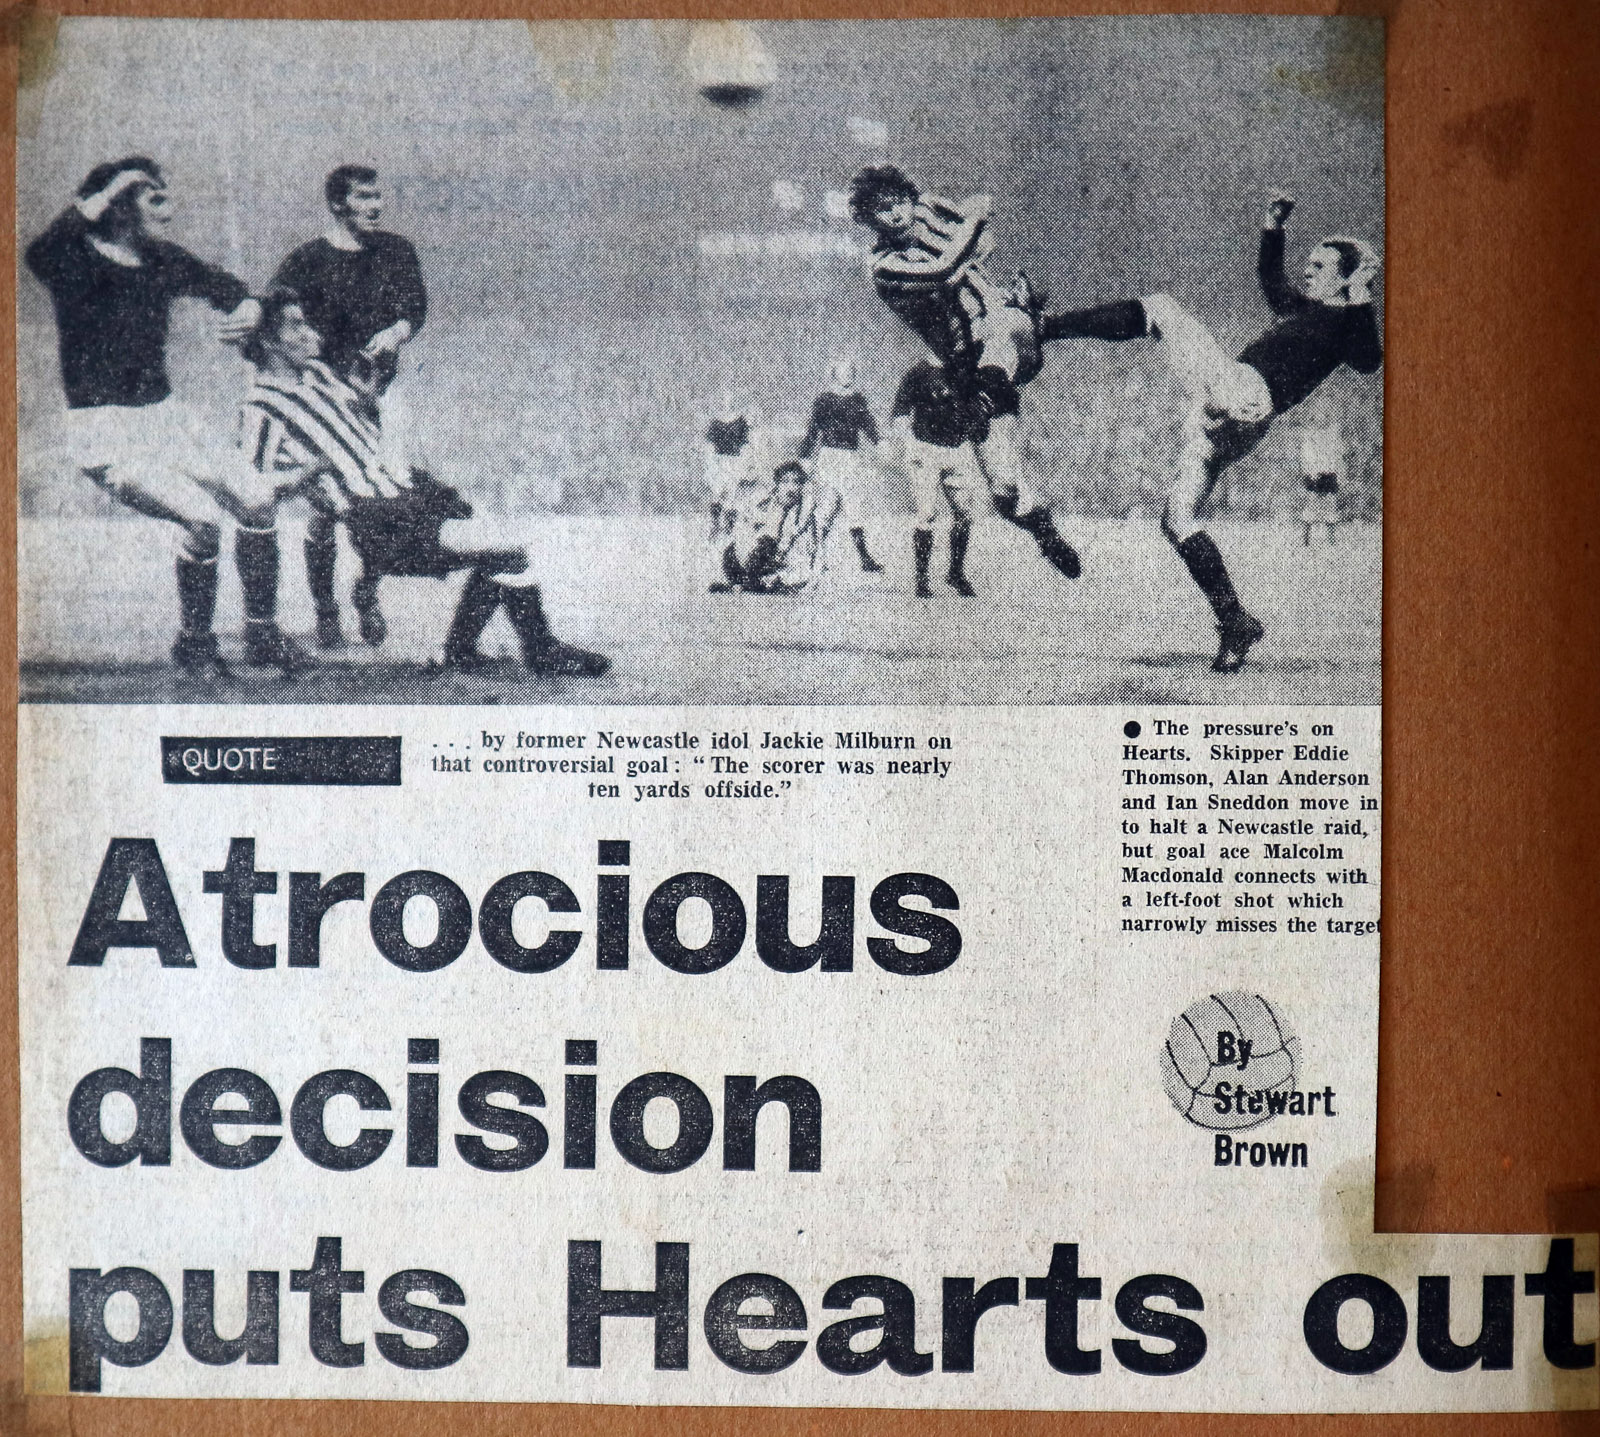 QUOTE
. . . by former Newcastle idol Jackie Milburn on
that controversial goal : “ The scorer was nearly
ten yards offside.”
● The pressure’s on
Hearts. Skipper Eddie
Thomson, Alan Anderson
and Ian Sneddon move in
to halt a Newcastle raid,
but goal ace Malcolm
Macdonald connects with
a left-foot shot which
narrowly misses the target
Atrocious
decision
puts Hearts out
By
Stewart
Brown